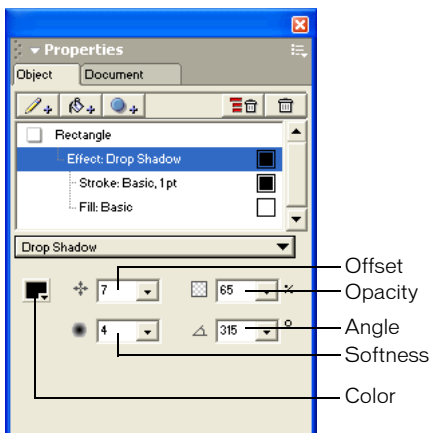 Properties
Object Document
Rectangle
Effect: Drop Shadow
Stroke: Basic, 1pt
Fill: Basic
Drop Shadow
7 65 %
4 315 °
Offset
Opacity
Angle
Softness
Color